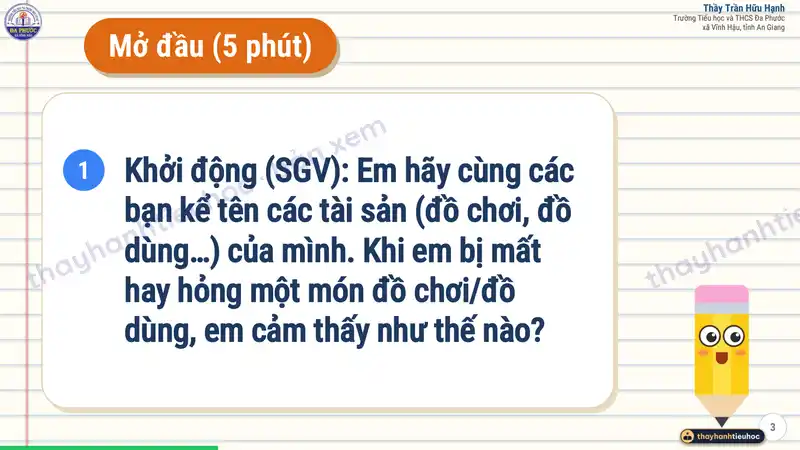 Thầy Trần Hữu Hạnh
Trường Tiểu học và THCS Đa Phước
xã Vĩnh Hậu, tỉnh An Giang
ĐA PHƯỚC
Mở đầu (5 phút)
1
Khởi động (SGV): Em hãy cùng các
bạn kể tên các tài sản (đồ chơi, đồ
dùng…) của mình. Khi em bị mất
hay hỏng một món đồ chơi/đồ
dùng, em cảm thấy như thế nào?
3
thayhanhtieuhoc